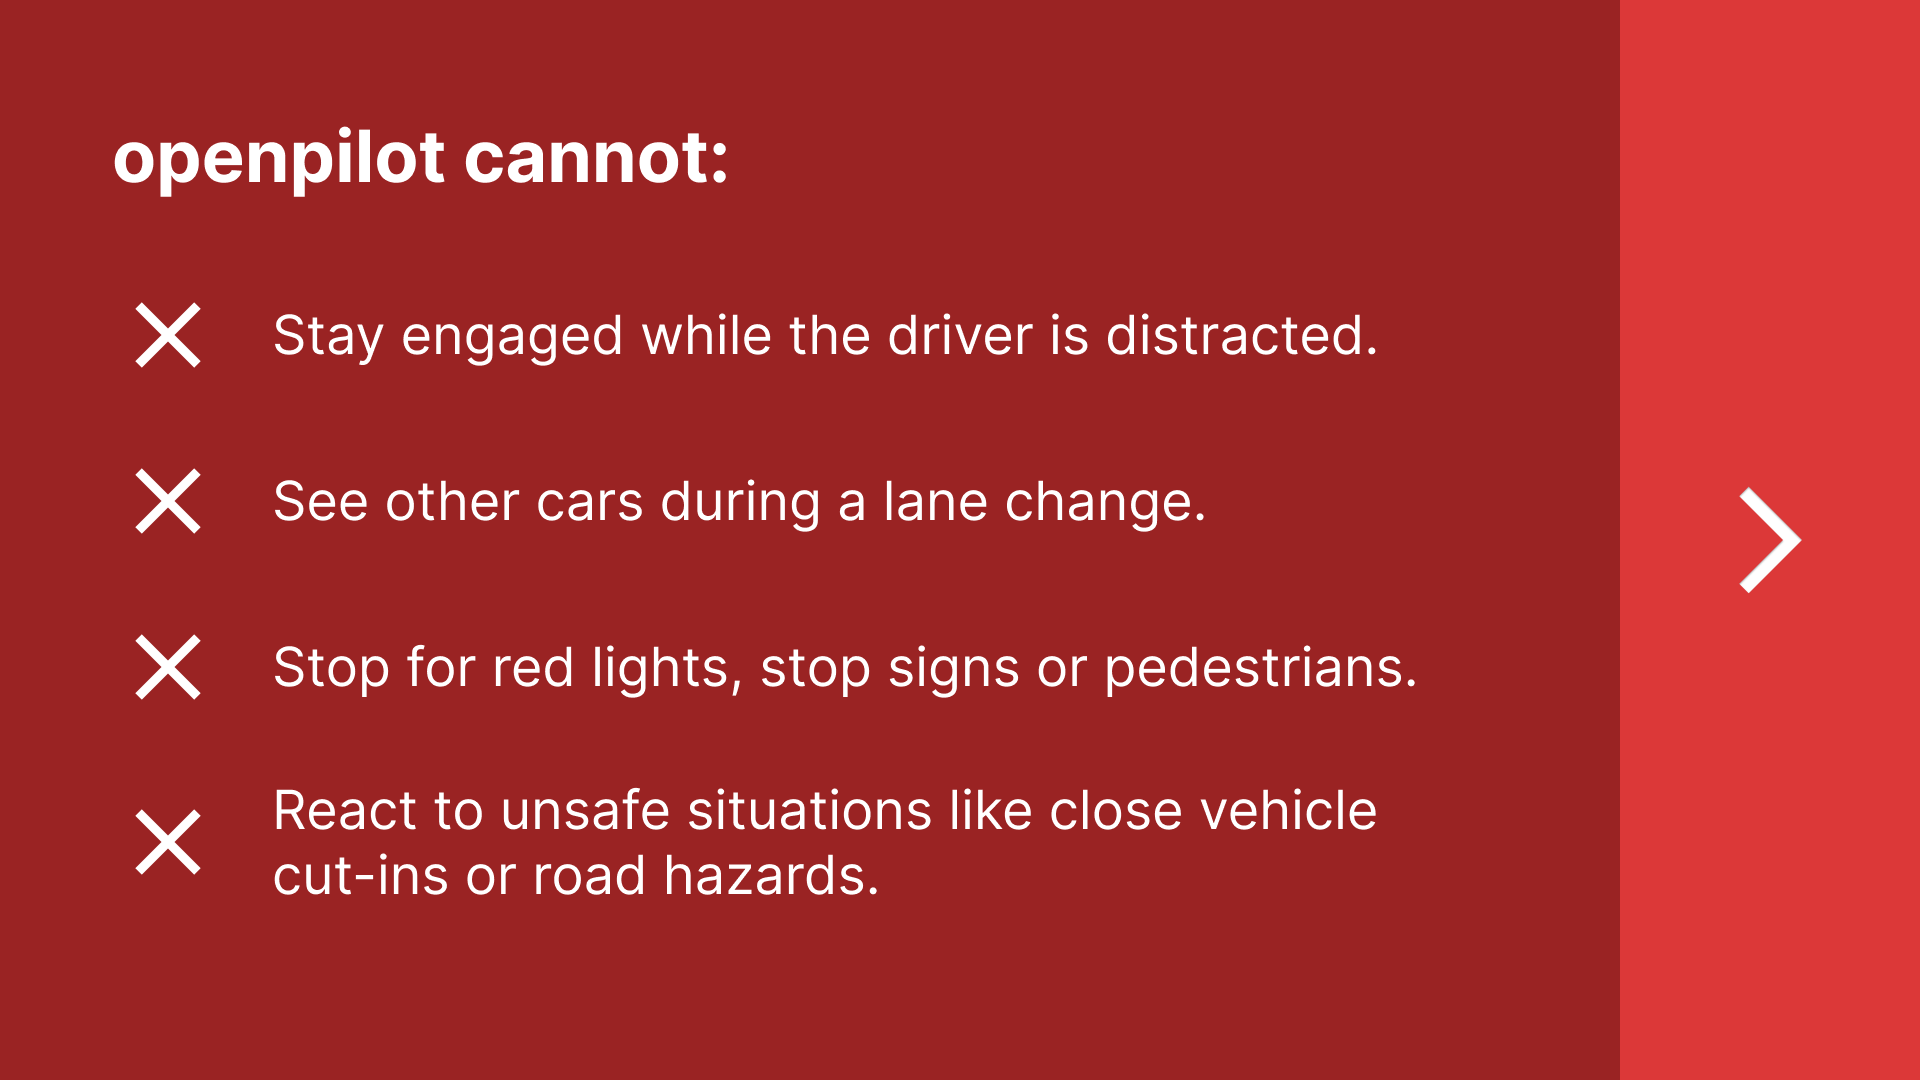 openpilot cannot:
Stay engaged while the driver is distracted.
See other cars during a lane change.
Stop for red lights, stop signs or pedestrians.
React to unsafe situations like close vehicle
cut-ins or road hazards.